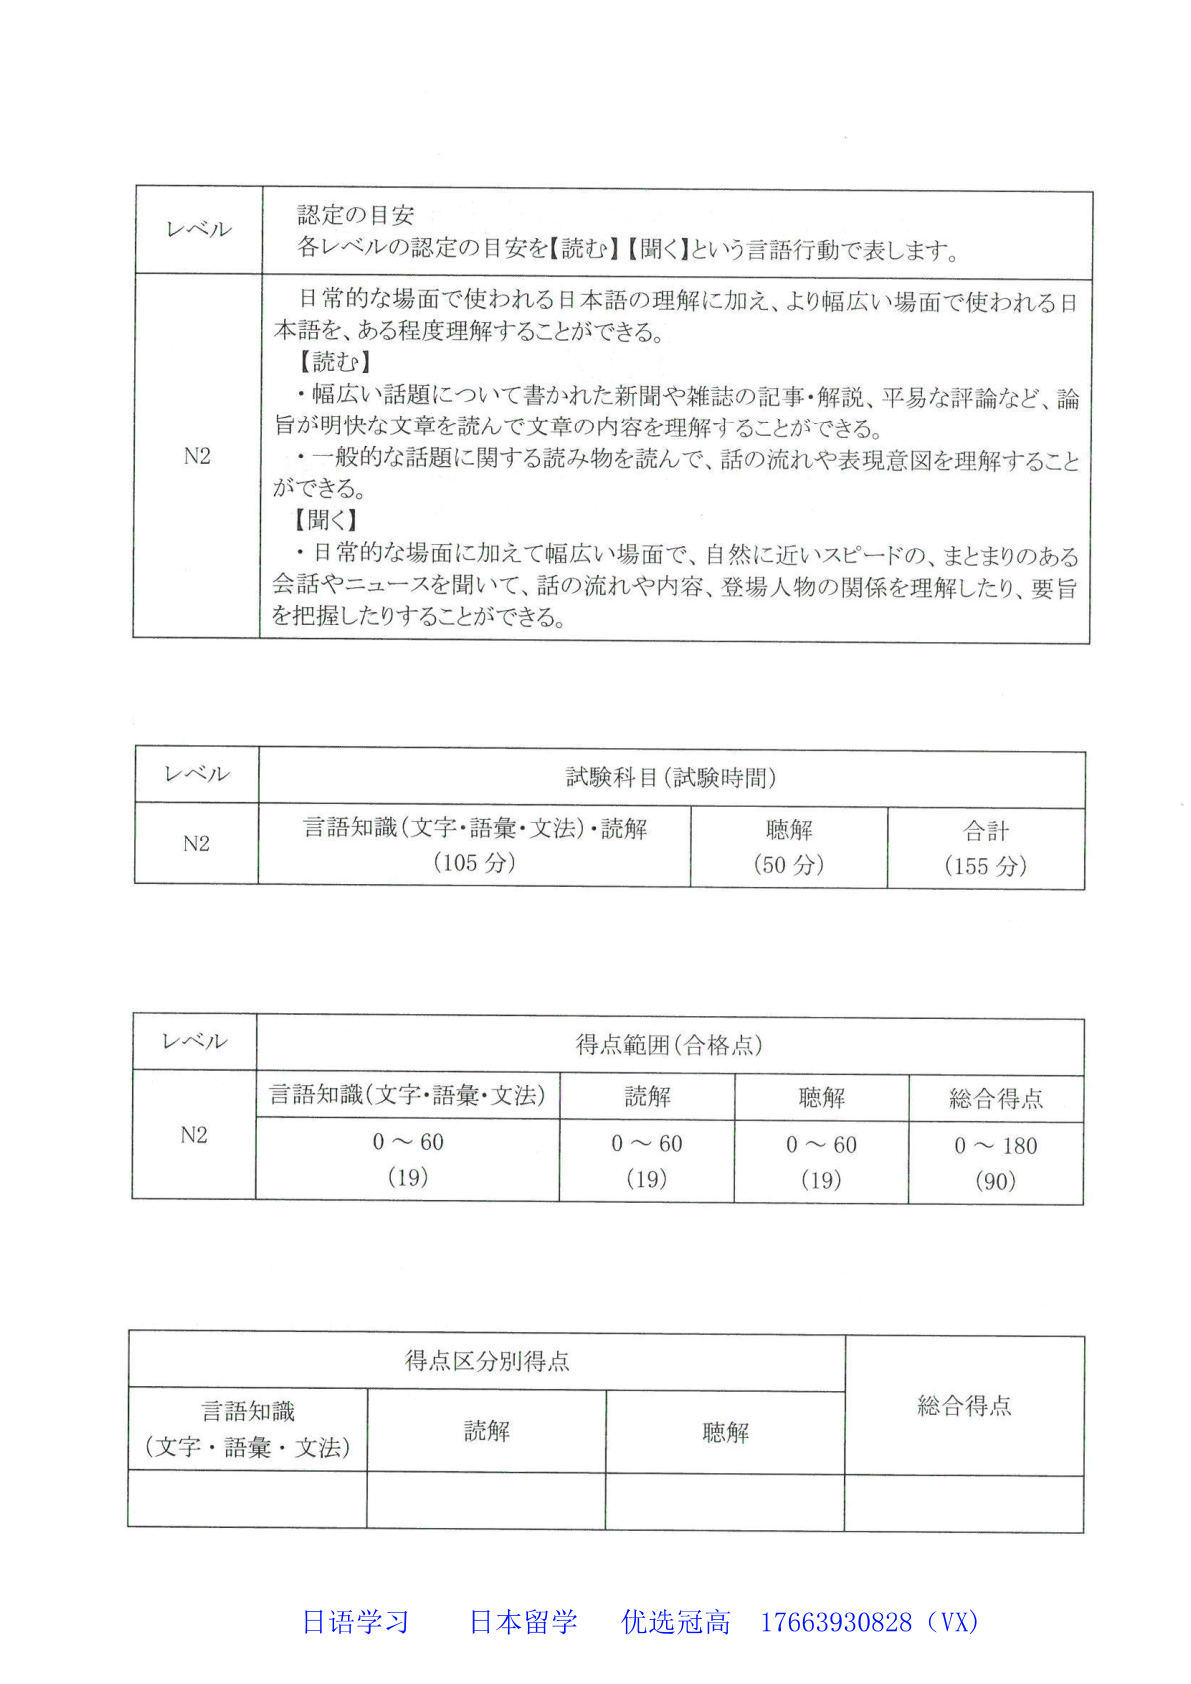 レベル
認定の目安
各レベルの認定の目安を【読む】【聞く】という言語行動で表します。
N2
日常的な場面で使われる日本語の理解に加え、より幅広い場面で使われる日
本語を、ある程度理解することができる。
【読む】
・幅広い話題について書かれた新聞や雑誌の記事・解説、平易な評論など、論
旨が明快な文章を読んで文章の内容を理解することができる。
・一般的な話題に関する読み物を読んで、話の流れや表現意図を理解すること
ができる。
【聞く】
・日常的な場面に加えて幅広い場面で、自然に近いスピードの、まとまりのある
会話やニュースを聞いて、話の流れや内容、登場人物の関係を理解したり、要旨
を把握したりすることができる。
レベル 試験科目(試験時間)
N2
言語知識(文字・語彙・文法)・読解 聴解 合計
(105 分) (50 分) (155 分)
レベル 得点範囲(合格点)
N2
言語知識(文字・語彙・文法) 読解 聴解 総合得点
0 ～ 60 0 ～ 60 0 ～ 60 0 ～ 180
(19) (19) (19) (90)
得点区分別得点
総合得点
言語知識
(文字・語彙・文法)
読解 聴解
日语学习 日本留学 优选冠高 17663930828（VX)